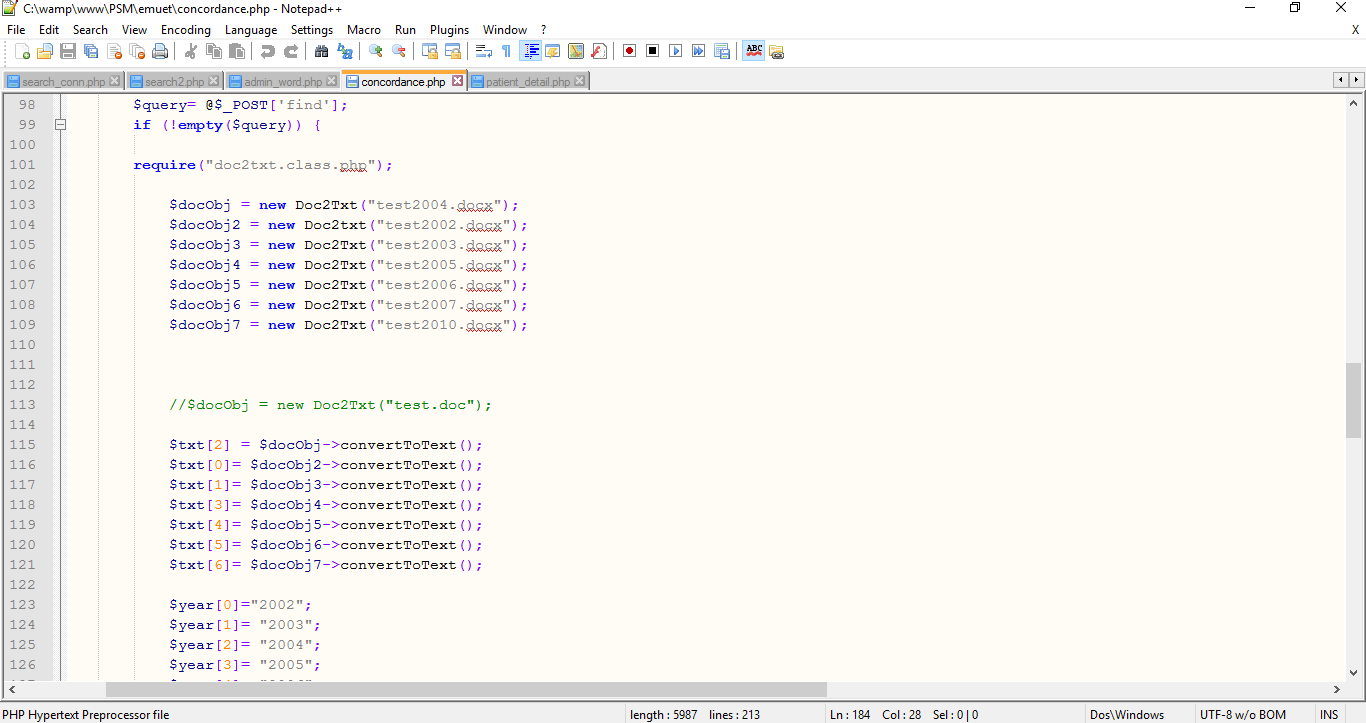 C:\wamp\www\PSM\emuet\concordance.php - Notepad++
File Edit Search View Encoding Language Settings Macro Run Plugins Window ? X
search_conn.php search2.php admin_word.php concordance.php patient_detail.php
98 $query= @$_POST['find'];
99 if (!empty($query)) {
100
101 require("doc2txt.class.php");
102
103 $docObj = new Doc2Txt("test2004.docx");
104 $docObj2 = new Doc2txt("test2002.docx");
105 $docObj3 = new Doc2Txt("test2003.docx");
106 $docObj4 = new Doc2Txt("test2005.docx");
107 $docObj5 = new Doc2Txt("test2006.docx");
108 $docObj6 = new Doc2Txt("test2007.docx");
109 $docObj7 = new Doc2Txt("test2010.docx");
110
111
112
113 //$docObj = new Doc2Txt("test.doc");
114
115 $txt[2] = $docObj->convertToText();
116 $txt[0]= $docObj2->convertToText();
117 $txt[1]= $docObj3->convertToText();
118 $txt[3]= $docObj4->convertToText();
119 $txt[4]= $docObj5->convertToText();
120 $txt[5]= $docObj6->convertToText();
121 $txt[6]= $docObj7->convertToText();
122
123 $year[0]="2002";
124 $year[1]= "2003";
125 $year[2]= "2004";
126 $year[3]= "2005";
PHP Hypertext Preprocessor file length : 5987 lines : 213 Ln : 184 Col : 28 Sel : 0 | 0 Dos\Windows UTF-8 w/o BOM INS